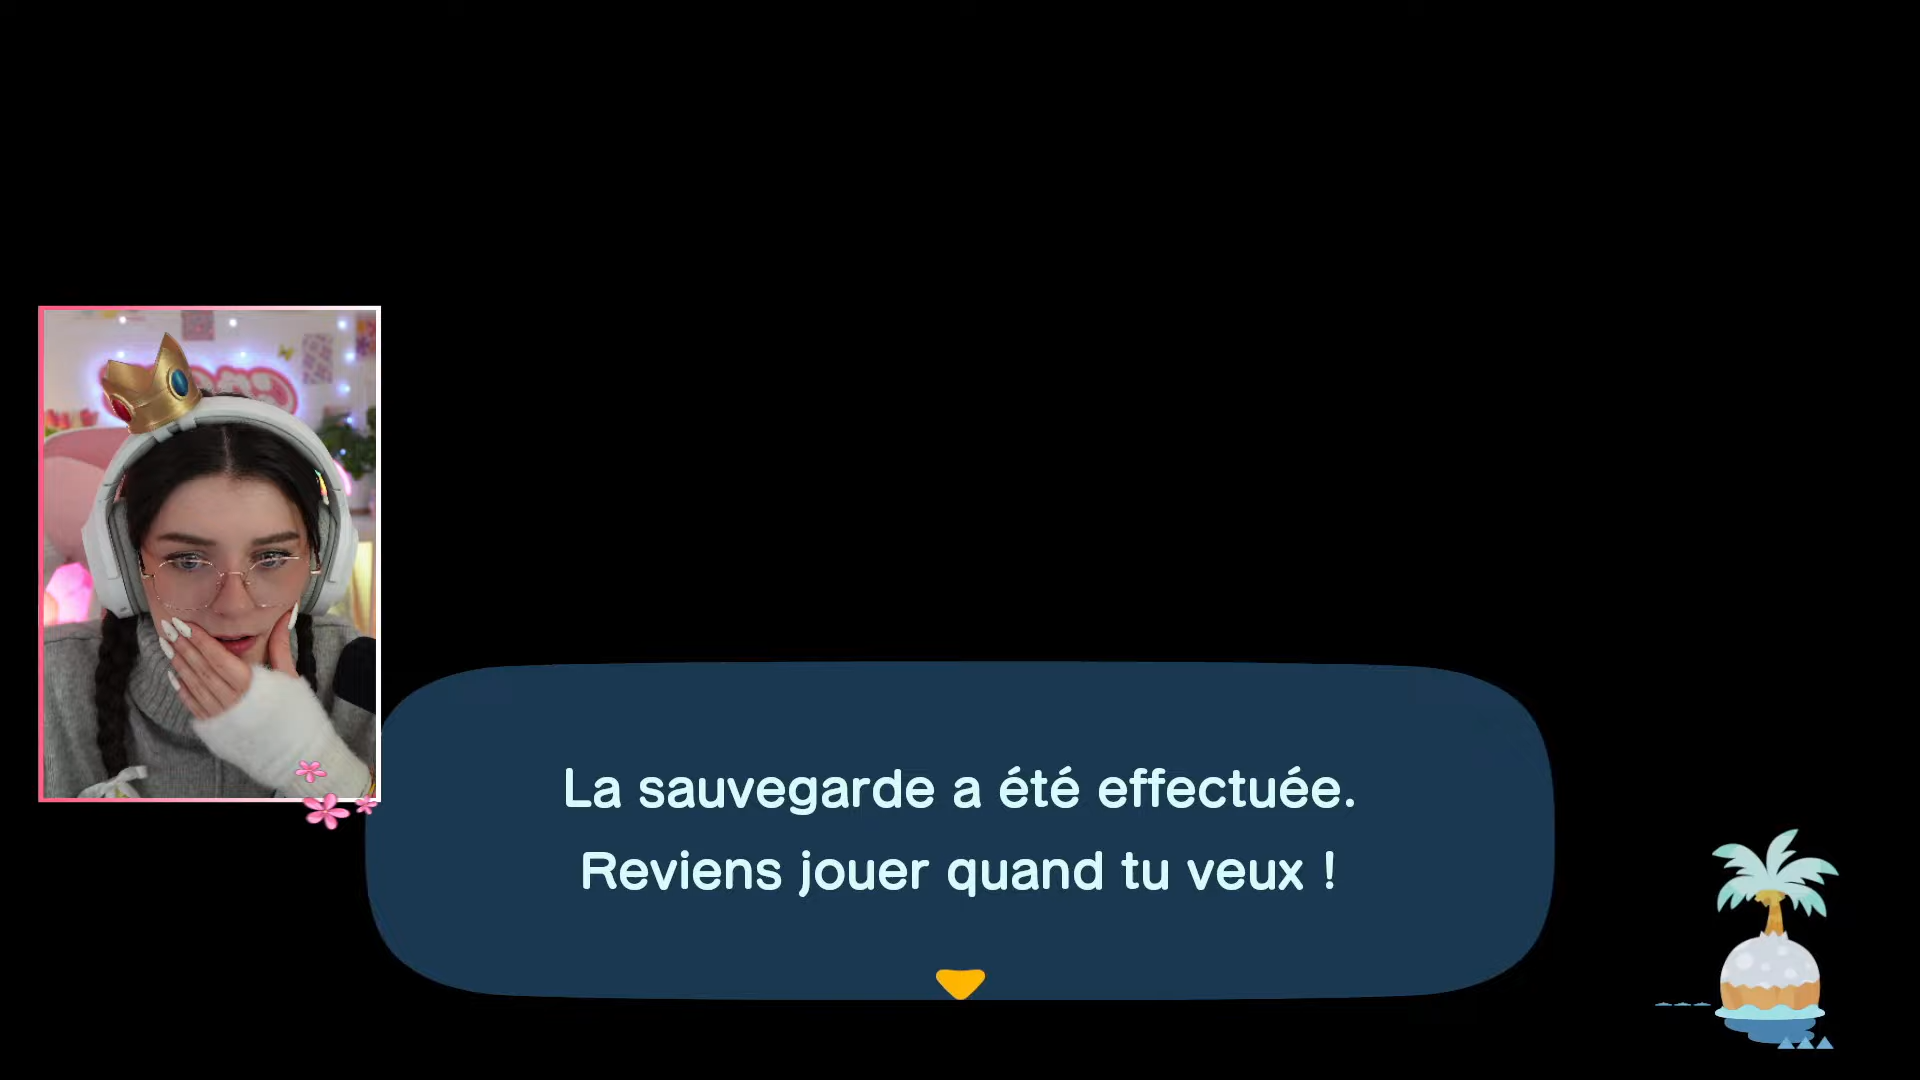 La sauvegarde a été effectuée.
Reviens jouer quand tu veux !